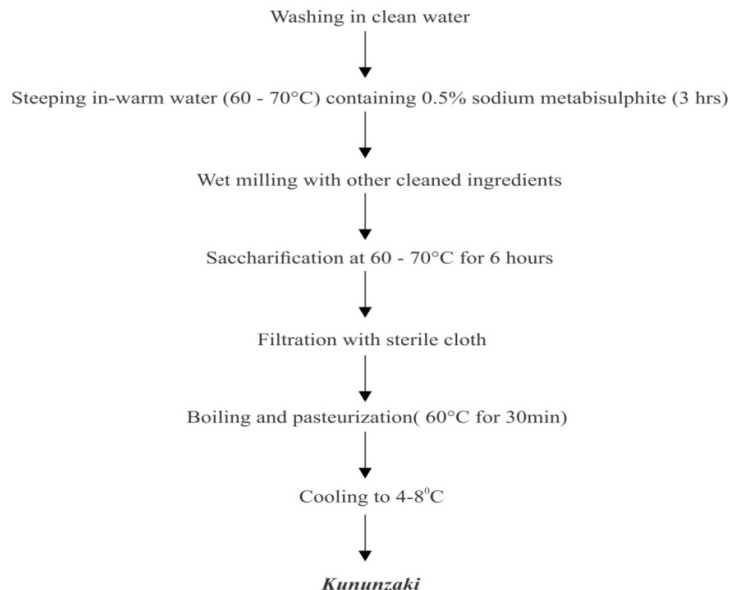 Washing in clean water
Steeping in-warm water (60 - 70°C) containing 0.5% sodium metabisulphite (3 hrs)
Wet milling with other cleaned ingredients
Saccharification at 60 - 70°C for 6 hours
Filtration with sterile cloth
Boiling and pasteurization( 60°C for 30min)
Cooling to 4-8⁰C
Kununzaki